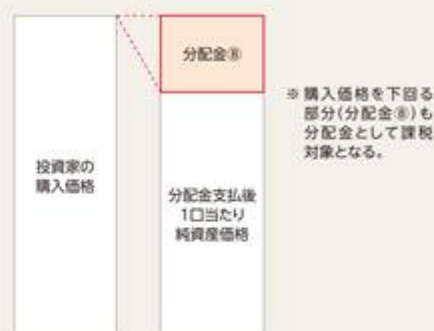 分配金®
※購入価格を下回る
部分(分配金®)も
分配金として課税
対象となる。
投資家の
購入価格
分配金支払後
1口当たり
純資産価格